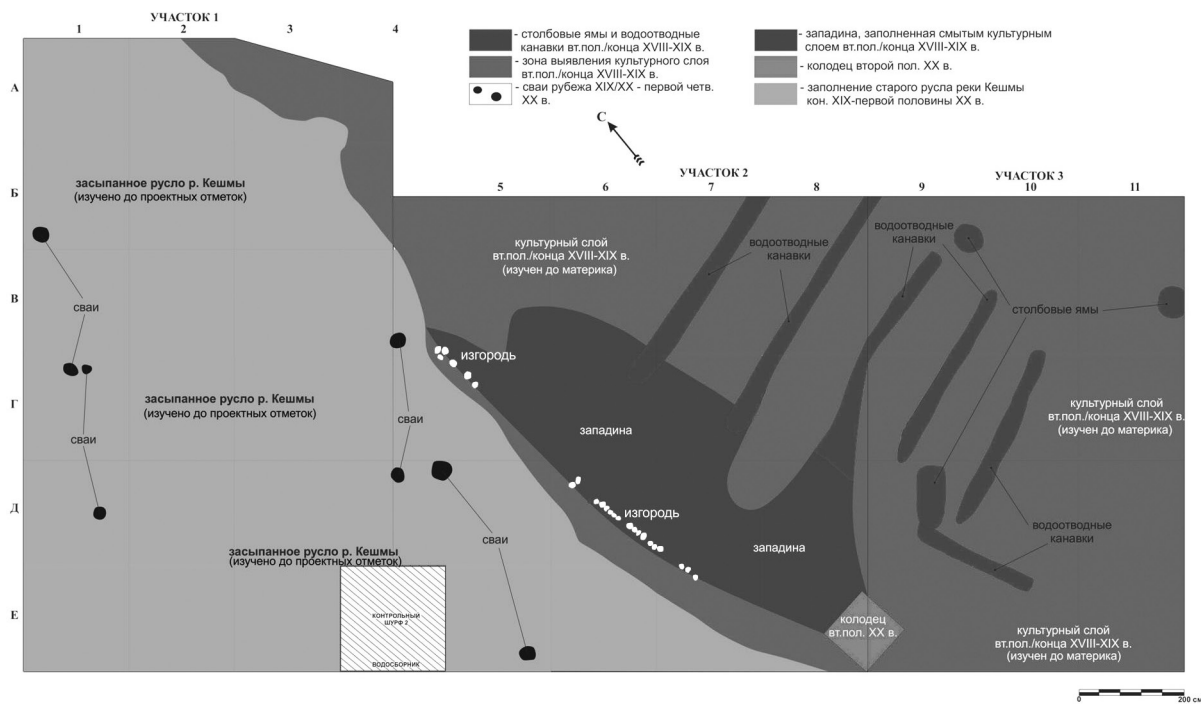 УЧАСТОК 1
1 2 3 4
- столбовые ямы и водоотводные
канавки вт.пол./конца XVIII-XIX в.
- зона выявления культурного слоя
вт.пол./конца XVIII-XIX в.
- сваи рубежа XIX/XX - первой четв.
XX в.
- западина, заполненная смытым культурным
слоем вт.пол./конца XVIII-XIX в.
- колодец второй пол. XX в.
- заполнение старого русла реки Кешмы
кон. XIX-первой половины XX в.
С
А
УЧАСТОК 2
УЧАСТОК 3
5 6 7 8 9 10 11
Б
засыпанное русло р. Кешмы
(изучено до проектных отметок)
культурный слой
вт.пол./конца XVIII-XIX в.
(изучен до материка)
водоотводные
канавки
водоотводные
канавки
В
сваи
столбовые ямы
изгородь
Г
засыпанное русло р. Кешмы
(изучено до проектных отметок)
сваи
сваи
западина
культурный слой
вт.пол./конца XVIII-XIX в.
(изучен до материка)
Д
изгородь
водоотводные
канавки
сваи
западина
засыпанное русло р. Кешмы
(изучено до проектных отметок)
Е
КОНТРОЛЬНЫЙ
ШУРФ 2
ВОДОСБОРНИК
колодец
вт.пол. XX в.
культурный слой
вт.пол./конца XVIII-XIX в.
(изучен до материка)
0 200 см